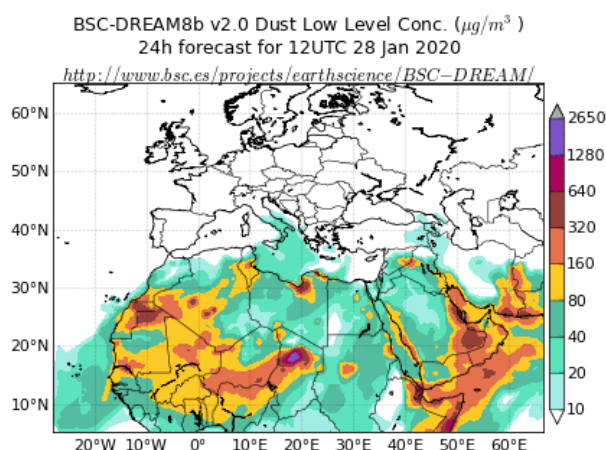 BSC-DREAM8b v2.0 Dust Low Level Conc. (μg/m³ )
24h forecast for 12UTC 28 Jan 2020
http://www.bsc.es/projects/earthscience/BSC−DREAM/
60°N
50°N
40°N
30°N
20°N
10°N
20°W 10°W 0° 10°E 20°E 30°E 40°E 50°E 60°E
2650
1280
640
320
160
80
40
20
10